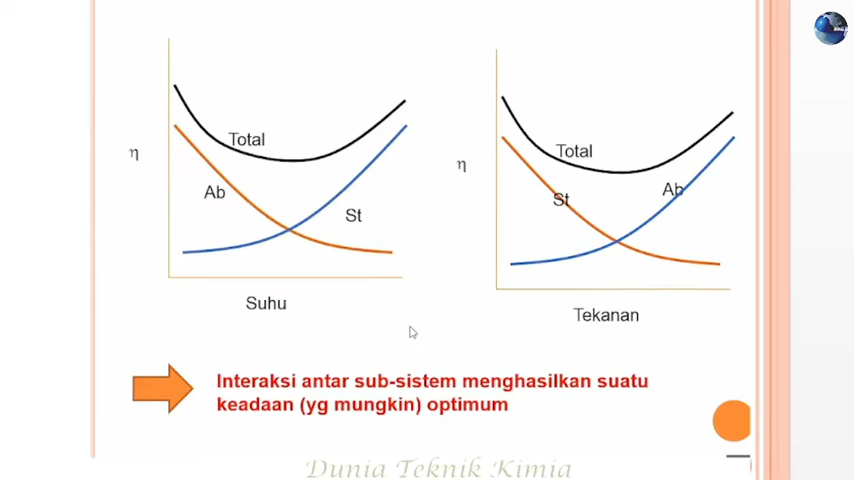 η
Total
Ab
St
Suhu
η
Total
St
Ab
Tekanan
Interaksi antar sub-sistem menghasilkan suatu
keadaan (yg mungkin) optimum
Dunia Teknik Kimia